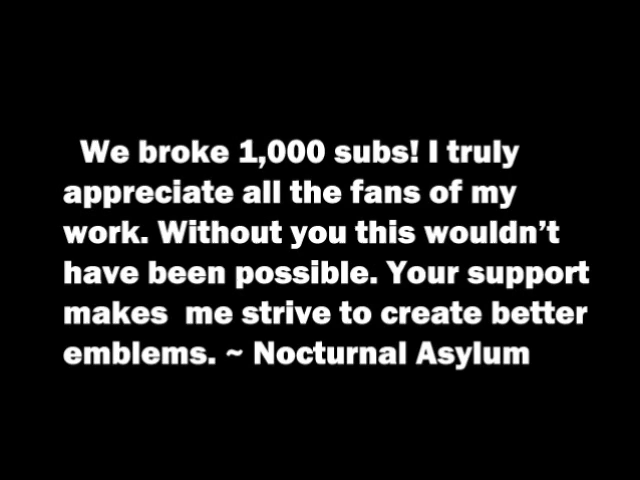 We broke 1,000 subs! I truly
appreciate all the fans of my
work. Without you this wouldn’t
have been possible. Your support
makes  me strive to create better
emblems. ~ Nocturnal Asylum